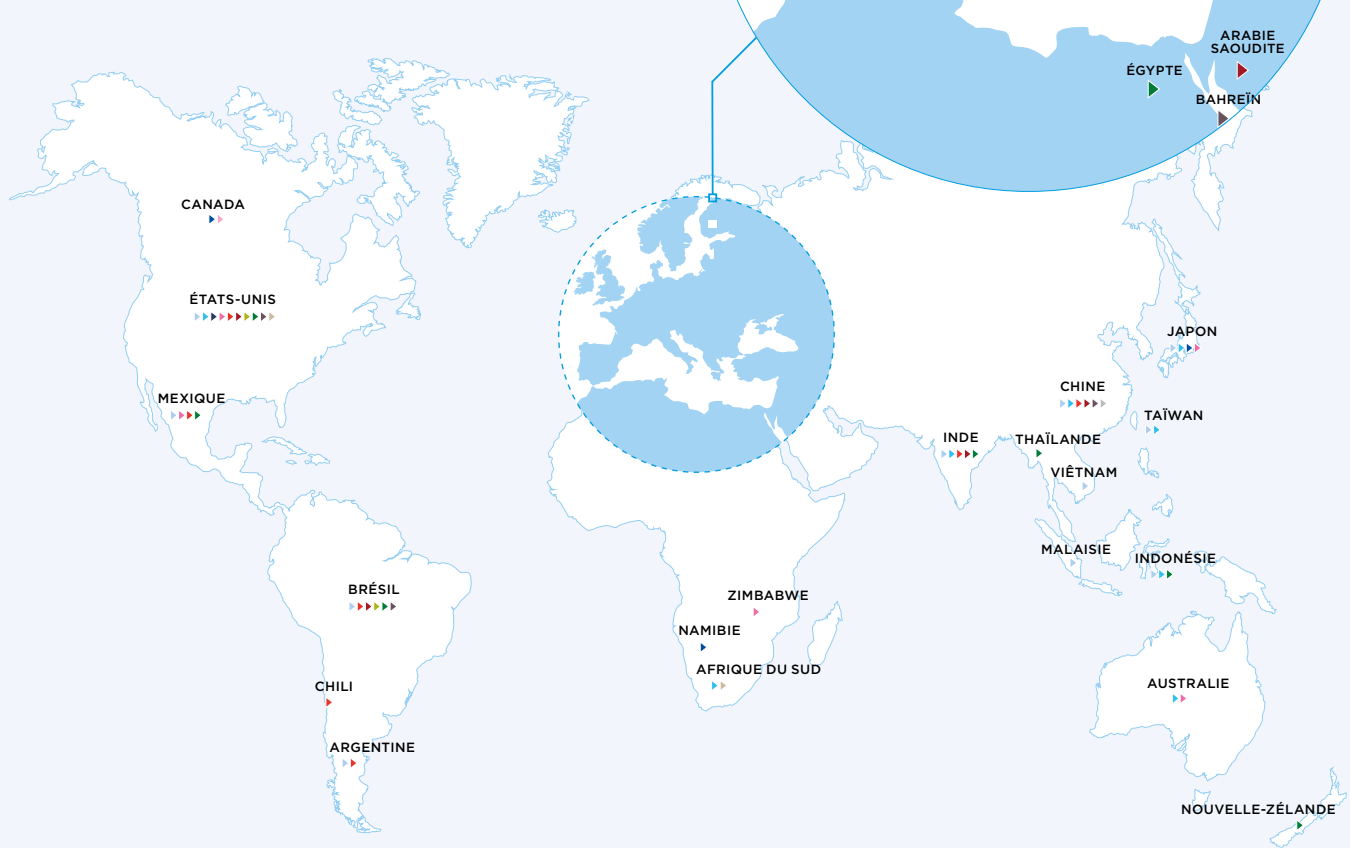 ARABIE
SAOUDITE
ÉGYPTE
BAHREÏN
CANADA
ÉTATS-UNIS
JAPON
CHINE
MEXIQUE
TAÏWAN
INDE
THAÏLANDE
VIÊTNAM
MALAISIE
INDONÉSIE
BRÉSIL
ZIMBABWE
NAMIBIE
AFRIQUE DU SUD
CHILI
AUSTRALIE
ARGENTINE
NOUVELLE-ZÉLANDE